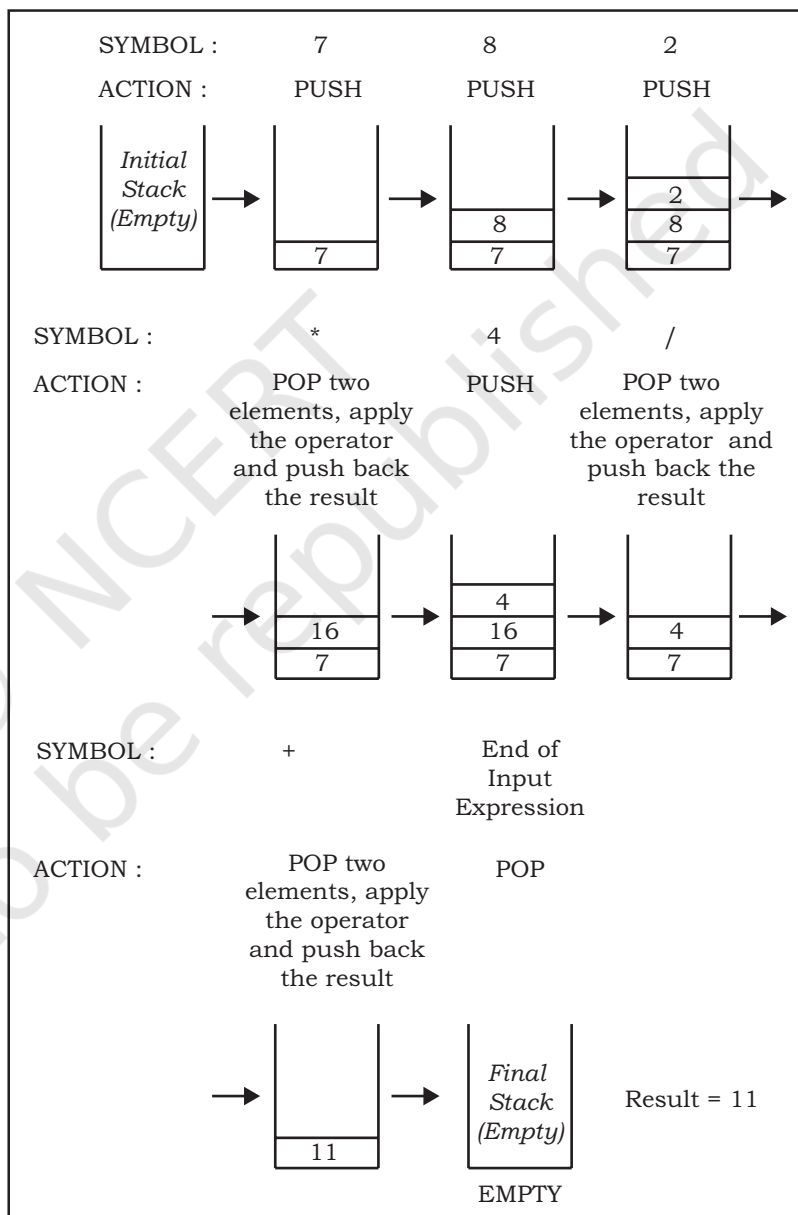 SYMBOL : 7 8 2
ACTION : PUSH PUSH PUSH
Initial
Stack
(Empty)
7
8
7
2
8
7
SYMBOL : * 4 /
ACTION : POP two PUSH POP two
elements, apply elements, apply
the operator the operator and
and push back push back the
the result result
16
7
4
16
7
4
7
SYMBOL : + End of
Input
Expression
ACTION : POP two POP
elements, apply
the operator
and push back
the result
11
Final
Stack
(Empty)
EMPTY
Result = 11
NCERT
be republished